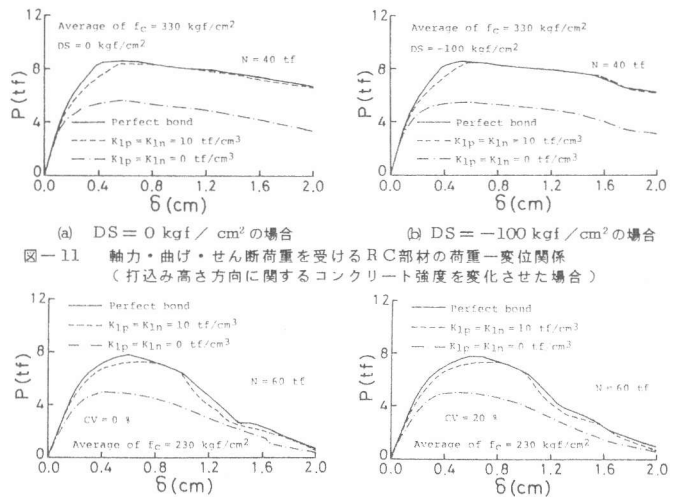 12
8
4
0
P(tf)
Average of fc = 330 kgf/cm2
DS = 0 kgf/cm2
N = 40 tf
Perfect bond
K1p = K1n = 10 tf/cm3
K1p = K1n = 0 tf/cm3
0.0 0.4 0.8 1.2 1.6 2.0
δ(cm)
(a) DS = 0 kgf / cm2 の場合
12
8
4
0
P(tf)
Average of fc = 330 kgf/cm2
DS = -100 kgf/cm2
N = 40 tf
Perfect bond
K1p = K1n = 10 tf/cm3
K1p = K1n = 0 tf/cm3
0.0 0.4 0.8 1.2 1.6 2.0
δ(cm)
(b) DS = -100 kgf / cm2 の場合
図-11 軸力・曲げ・せん断荷重を受けるRC部材の荷重-変位関係
(打込み高さ方向に関するコンクリート強度を変化させた場合)
12
8
4
0
P(tf)
Perfect bond
K1p = K1n = 10 tf/cm3
K1p = K1n = 0 tf/cm3
N = 60 tf
CV = 0 %
Average of fc = 230 kgf/cm2
0.0 0.4 0.8 1.2 1.6 2.0
δ(cm)
12
8
4
0
P(tf)
Perfect bond
K1p = K1n = 10 tf/cm3
K1p = K1n = 0 tf/cm3
N = 60 tf
CV = 20 %
Average of fc = 230 kgf/cm2
0.0 0.4 0.8 1.2 1.6 2.0
δ(cm)